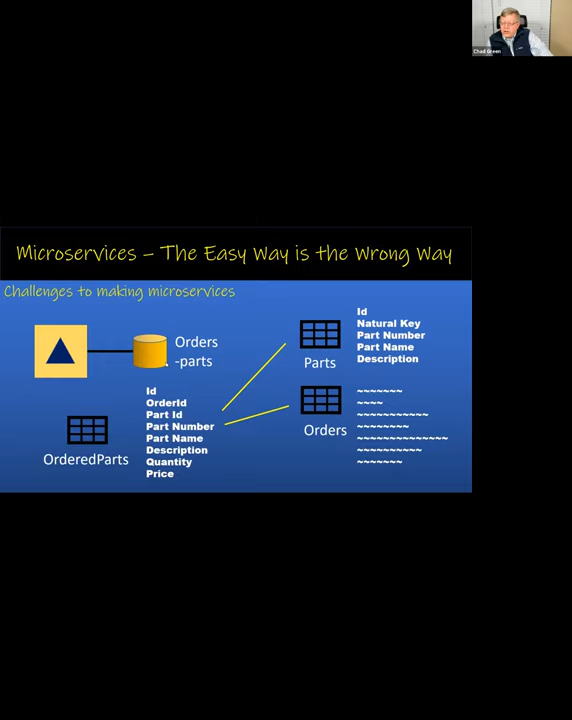 Chad Green
Microservices – The Easy Way is the Wrong Way
Challenges to making microservices
Orders
-parts
Id
OrderId
Part Id
Part Number
Part Name
Description
Quantity
Price
OrderedParts
Parts
Id
Natural Key
Part Number
Part Name
Description
Orders
~~~~~~~
~~~~
~~~~~~~~~~~
~~~~~~~~
~~~~~~~~~~~~~~
~~~~~~~~~~
~~~~~~~